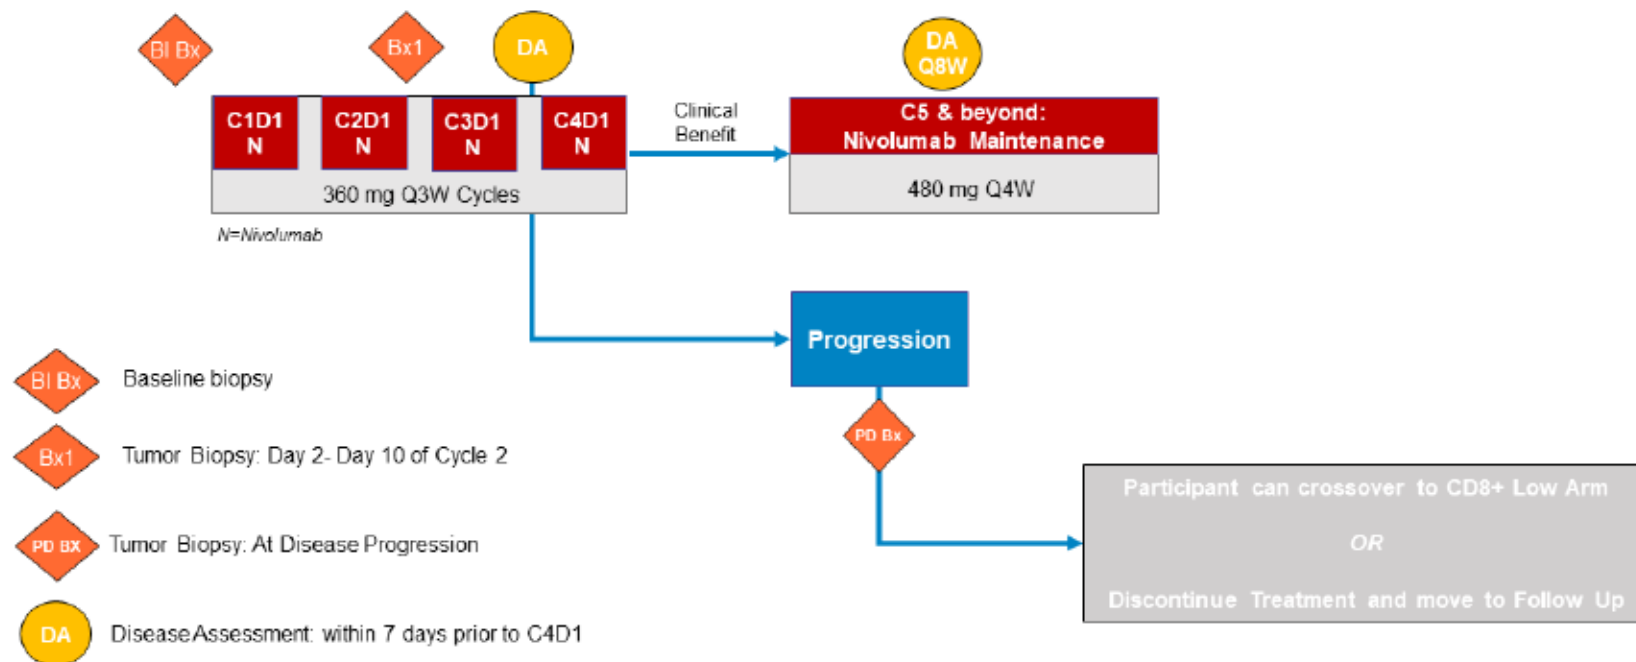 BI Bx
Bx1
DA
DA
Q8W
C1D1
N
C2D1
N
C3D1
N
C4D1
N
360 mg Q3W Cycles
N=Nivolumab
Clinical
Benefit
C5 & beyond:
Nivolumab Maintenance
480 mg Q4W
Progression
PD Bx
Participant can crossover to CD8+ Low Arm
OR
Discontinue Treatment and move to Follow Up
BI Bx
Baseline biopsy
Bx1
Tumor Biopsy: Day 2- Day 10 of Cycle 2
PD BX
Tumor Biopsy: At Disease Progression
DA
Disease Assessment: within 7 days prior to C4D1